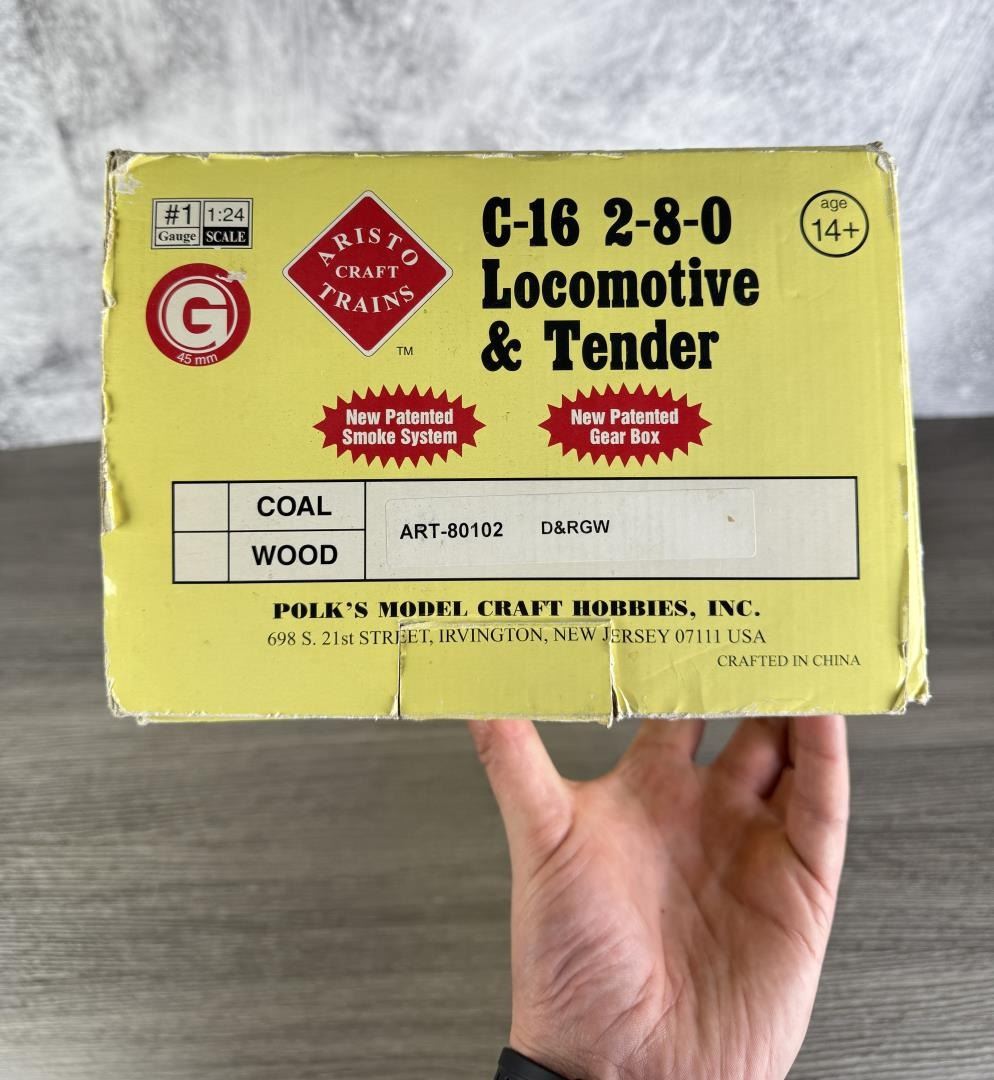 #1 1:24
Gauge SCALE
G
45 mm
ARISTO
CRAFT
TRAINS
TM
C-16 2-8-0
Locomotive
& Tender
age
14+
New Patented
Smoke System
New Patented
Gear Box
COAL
WOOD
ART-80102 D&RGW
POLK'S MODEL CRAFT HOBBIES, INC.
698 S. 21st STREET, IRVINGTON, NEW JERSEY 07111 USA
CRAFTED IN CHINA